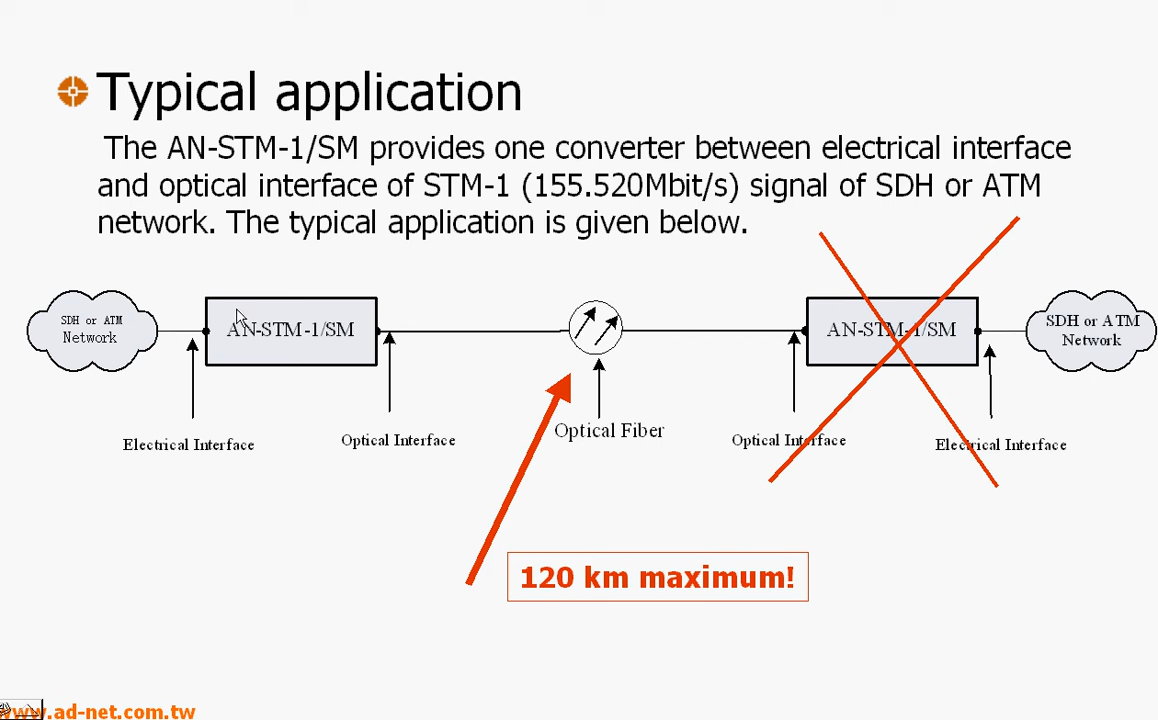 Typical application
The AN-STM-1/SM provides one converter between electrical interface
and optical interface of STM-1 (155.520Mbit/s) signal of SDH or ATM
network. The typical application is given below.
SDH or ATM
Network
AN-STM-1/SM
AN-STM-1/SM
SDH or ATM
Network
Electrical Interface
Optical Interface
Optical Fiber
Optical Interface
Electrical Interface
120 km maximum!
www.ad-net.com.tw